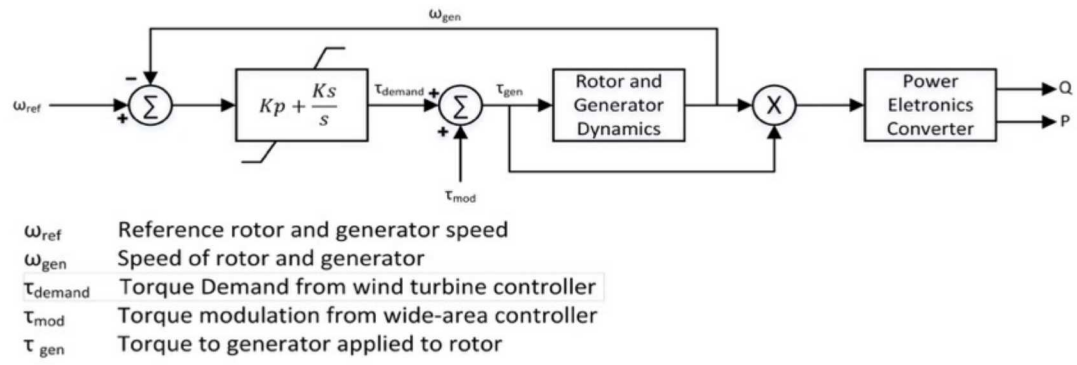 ωgen
ωref
−
+
Σ
Kp + Ks/s
τdemand
+
+
Σ
τmod
τgen
Rotor and
Generator
Dynamics
X
Power
Eletronics
Converter
Q
P
ωref Reference rotor and generator speed
ωgen Speed of rotor and generator
τdemand Torque Demand from wind turbine controller
τmod Torque modulation from wide-area controller
τ gen Torque to generator applied to rotor